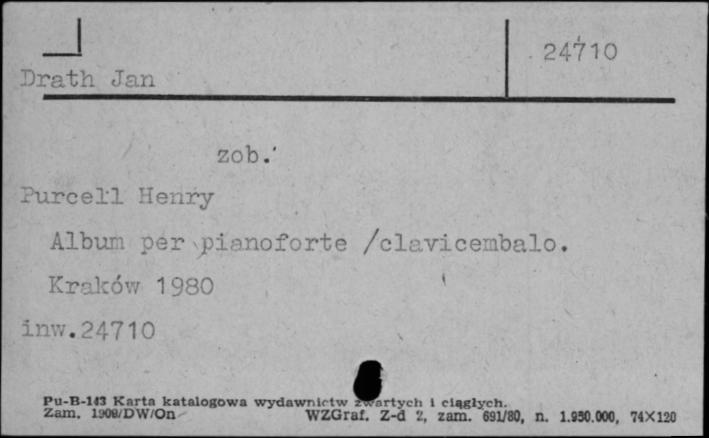 24710
Drath Jan
zob.
Purcell Henry
Album per pianoforte /clavicembalo.
Kraków 1980
inw.24710
Pu-B-143 Karta katalogowa wydawnictw zwartych i ciągłych.
Zam. 1909/DW/On WZGraf. Z-d 2, zam. 691/80, n. 1.950.000, 74X120